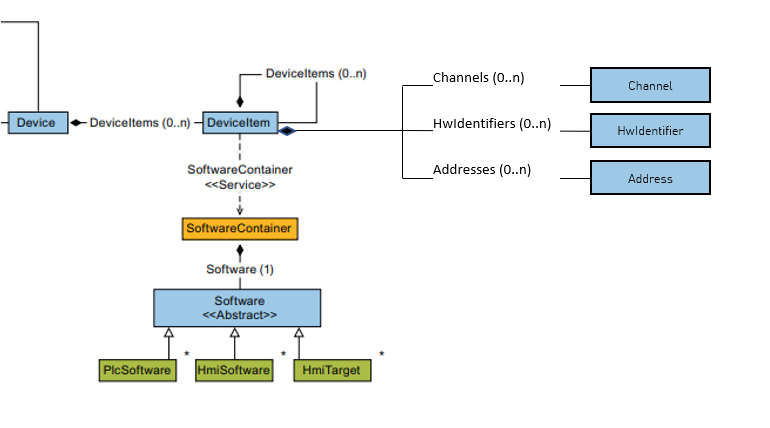 DeviceItems (0..n)
Channels (0..n)
Channel
Device
DeviceItems (0..n)
DeviceItem
HwIdentifiers (0..n)
HwIdentifier
Addresses (0..n)
Address
SoftwareContainer
<<Service>>
SoftwareContainer
Software (1)
Software
<<Abstract>>
*
*
*
PlcSoftware
HmiSoftware
HmiTarget